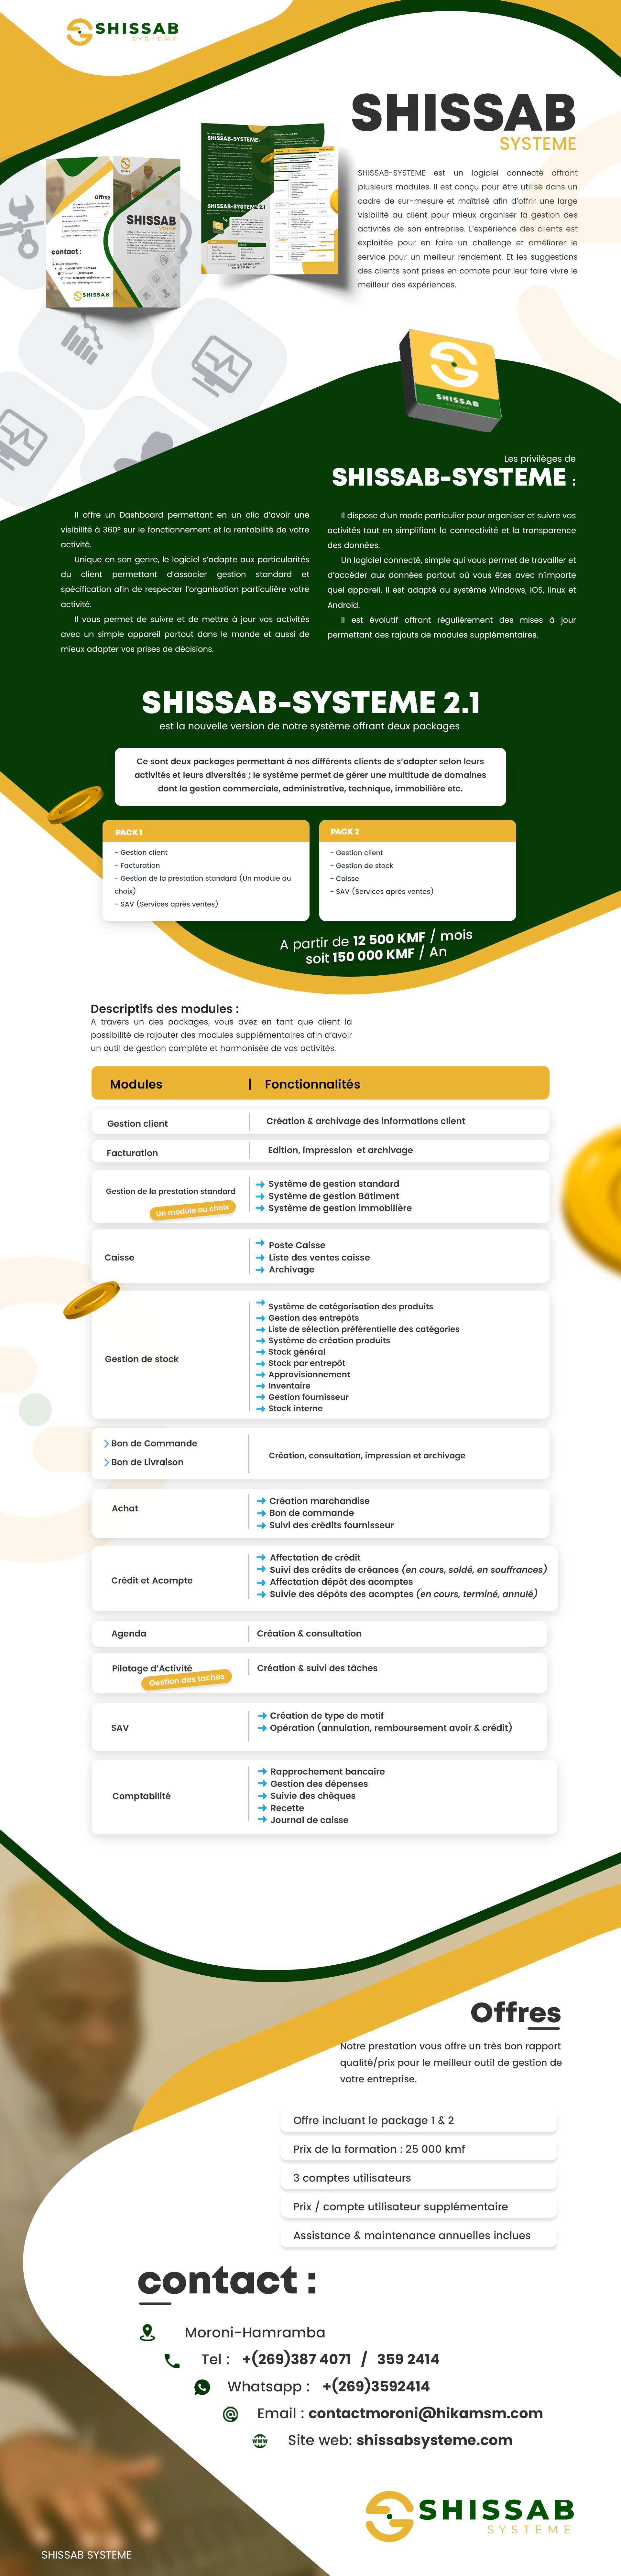 SHISSAB
SYSTEME
SHISSAB
SYSTEME
SHISSAB-SYSTEME est un logiciel connecté offrant
plusieurs modules. Il est conçu pour être utilisé dans un
cadre de sur-mesure et maîtrisé afin d’offrir une large
visibilité au client pour mieux organiser la gestion des
activités de son entreprise. L’expérience des clients est
exploitée pour en faire un challenge et améliorer le
service pour un meilleur rendement. Et les suggestions
des clients sont prises en compte pour leur faire vivre le
meilleur des expériences.
Offres
SHISSAB
contact :
SHISSAB
SHISSAB-SYSTEME
SHISSAB-SYSTEME 2.1
SHISSAB
SYSTEME
Les privilèges de
SHISSAB-SYSTEME :
Il offre un Dashboard permettant en un clic d’avoir une
visibilité à 360° sur le fonctionnement et la rentabilité de votre
activité.
Unique en son genre, le logiciel s’adapte aux particularités
du client permettant d’associer gestion standard et
spécification afin de respecter l’organisation particulière votre
activité.
Il vous permet de suivre et de mettre à jour vos activités
avec un simple appareil partout dans le monde et aussi de
mieux adapter vos prises de décisions.
Il dispose d’un mode particulier pour organiser et suivre vos
activités tout en simplifiant la connectivité et la transparence
des données.
Un logiciel connecté, simple qui vous permet de travailler et
d’accéder aux données partout où vous êtes avec n’importe
quel appareil. Il est adapté au système Windows, IOS, linux et
Android.
Il est évolutif offrant régulièrement des mises à jour
permettant des rajouts de modules supplémentaires.
SHISSAB-SYSTEME 2.1
est la nouvelle version de notre système offrant deux packages
Ce sont deux packages permettant à nos différents clients de s’adapter selon leurs
activités et leurs diversités ; le système permet de gérer une multitude de domaines
dont la gestion commerciale, administrative, technique, immobilière etc.
PACK 1
- Gestion client
- Facturation
- Gestion de la prestation standard (Un module au
choix)
- SAV (Services après ventes)
PACK 2
- Gestion client
- Gestion de stock
- Caisse
- SAV (Services après ventes)
A partir de 12 500 KMF / mois
soit 150 000 KMF / An
Descriptifs des modules :
A travers un des packages, vous avez en tant que client la
possibilité de rajouter des modules supplémentaires afin d’avoir
un outil de gestion complète et harmonisée de vos activités.
Modules | Fonctionnalités
Gestion client
Création & archivage des informations client
Facturation
Edition, impression et archivage
Gestion de la prestation standard
Un module au choix
Système de gestion standard
Système de gestion Bâtiment
Système de gestion immobilière
Caisse
Poste Caisse
Liste des ventes caisse
Archivage
Gestion de stock
Système de catégorisation des produits
Gestion des entrepôts
Liste de sélection préférentielle des catégories
Système de création produits
Stock général
Stock par entrepôt
Approvisionnement
Inventaire
Gestion fournisseur
Stock interne
Bon de Commande
Bon de Livraison
Création, consultation, impression et archivage
Achat
Création marchandise
Bon de commande
Suivi des crédits fournisseur
Crédit et Acompte
Affectation de crédit
Suivi des crédits de créances (en cours, soldé, en souffrances)
Affectation dépôt des acomptes
Suivie des dépôts des acomptes (en cours, terminé, annulé)
Agenda
Création & consultation
Pilotage d’Activité
Gestion des taches
Création & suivi des tâches
SAV
Création de type de motif
Opération (annulation, remboursement avoir & crédit)
Comptabilité
Rapprochement bancaire
Gestion des dépenses
Suivie des chèques
Recette
Journal de caisse
Offres
Notre prestation vous offre un très bon rapport
qualité/prix pour le meilleur outil de gestion de
votre entreprise.
Offre incluant le package 1 & 2
Prix de la formation : 25 000 kmf
3 comptes utilisateurs
Prix / compte utilisateur supplémentaire
Assistance & maintenance annuelles inclues
contact :
Moroni-Hamramba
Tel : +(269)387 4071 / 359 2414
Whatsapp : +(269)3592414
Email : contactmoroni@hikamsm.com
www
Site web: shissabsysteme.com
SHISSAB
SYSTEME
SHISSAB SYSTEME